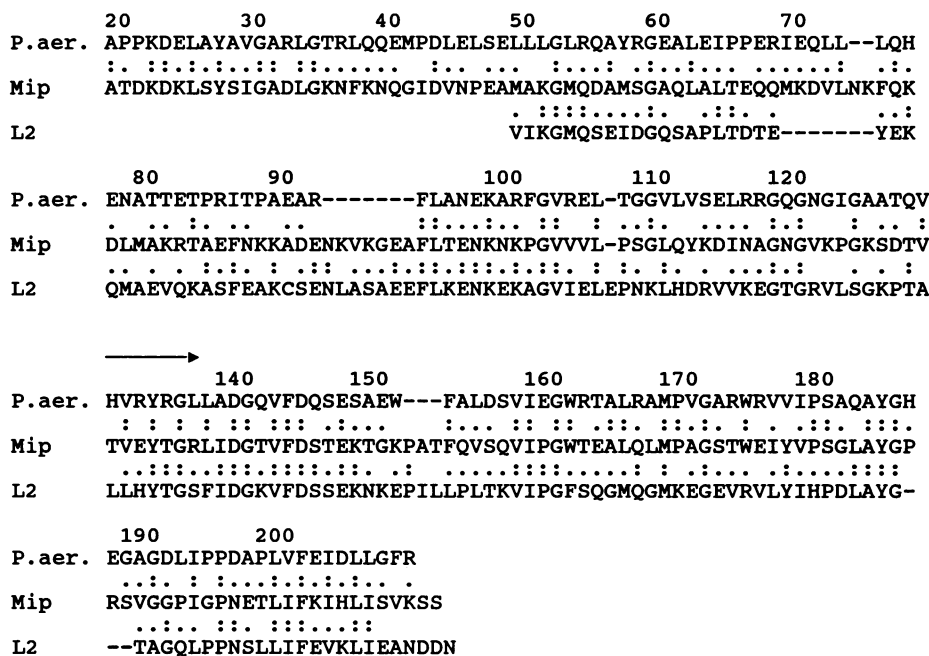 20 30 40 50 60 70
P.aer. APPKDELAYAVGARLGTRLQQEMPDLELSELLLGLRQAYRGEALEIPPERIEQLL--LQH
Mip ATDKDKLSYSIGADLGKNFKNQGIDVNPEAMAKGMQDAMSGAQLALTEQQMKDVLNKFQK
L2 VIKGMQSEIDGQSAPLTDTE-------YEK
80 90 100 110 120
P.aer. ENATTETPRITPAEAR-------FLANEKARFGVREL-TGGVLVSELRRGQGNGIGAATQV
Mip DLMAKRTAEFNKKADENKVKGEAFLTENKNKPGVVVL-PSGLQYKDINAGNGVKPGKSDTV
L2 QMAEVQKASFEAKCSENLASAEEFLKENKEKAGVIELEPNKLHDRVVKEGTGRVLSGKPTA
140 150 160 170 180
P.aer. HVRYRGLLADGQVFDQSESAEW---FALDSVIEGWRTALRAMPVGARWRVVIPSAQAYGH
Mip TVEYTGRLIDGTVFDSTEKTGKPATFQVSQVIPGWTEALQLMPAGSTWEIYVPSGLAYGP
L2 LLHYTGSFIDGKVFDSSEKNKEPILLPLTKVIPGFSQGMQGMKEGEVRVLYIHPDLAYG-
190 200
P.aer. EGAGDLIPPDAPLVFEIDLLGFR
Mip RSVGGPIGPNETLIFKIHLISVKSS
L2 --TAGQLPPNSLLIFEVKLIEANDDN